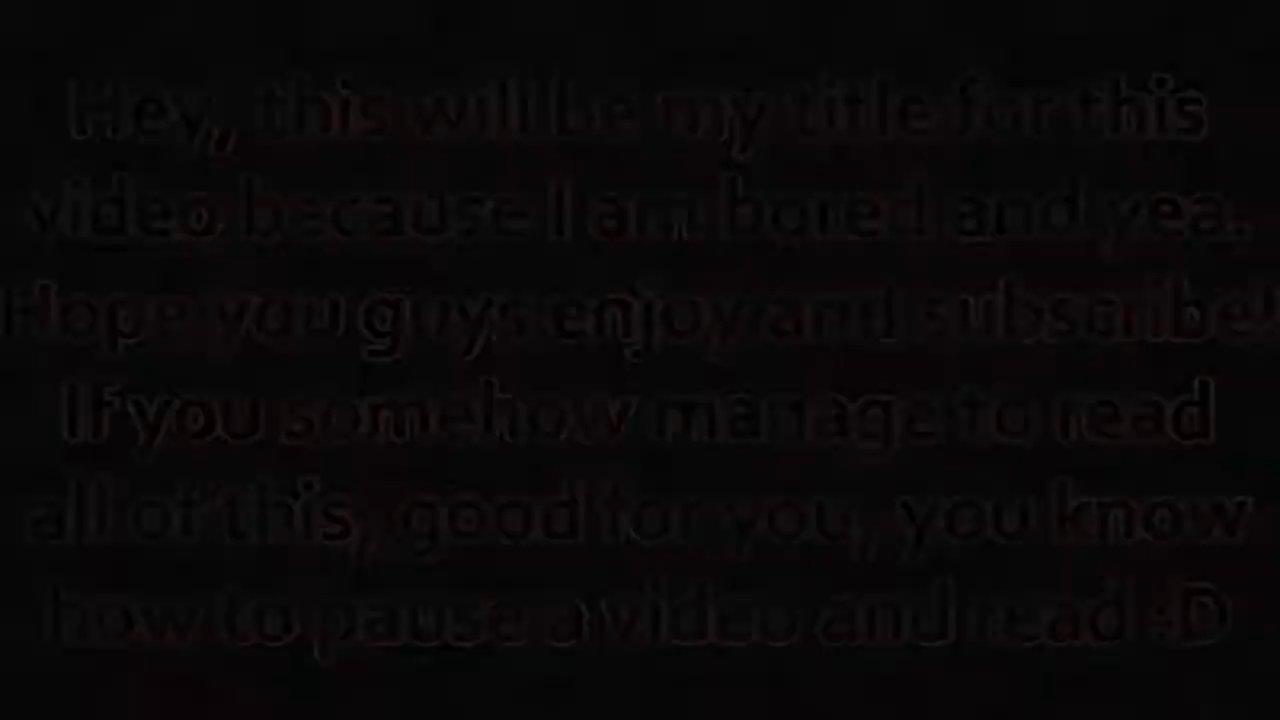 Hey, this will be my title for this
video because I am bored and yea.
Hope you guys enjoy and subscribe!
If you somehow manage to read
all of this, good for you, you know
how to pause a video and read :D